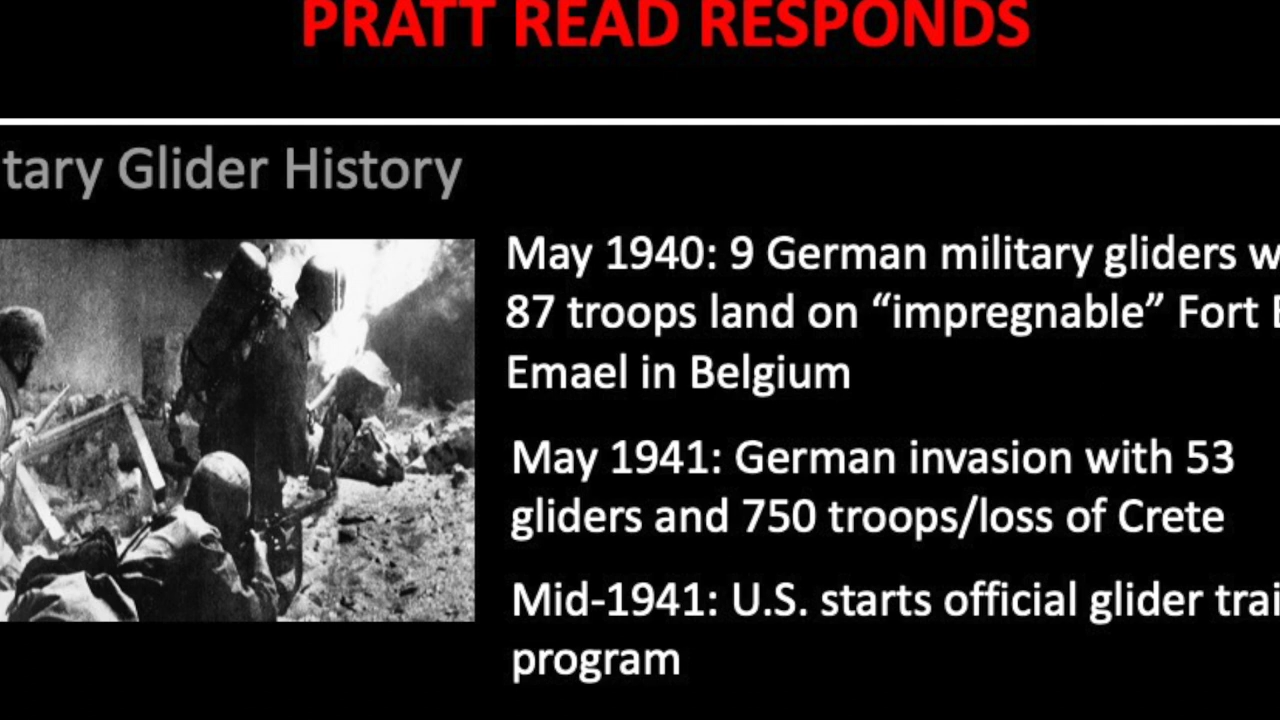 PRATT READ RESPONDS
tary Glider History
May 1940: 9 German military gliders w
87 troops land on “impregnable” Fort E
Emael in Belgium
May 1941: German invasion with 53
gliders and 750 troops/loss of Crete
Mid-1941: U.S. starts official glider trai
program